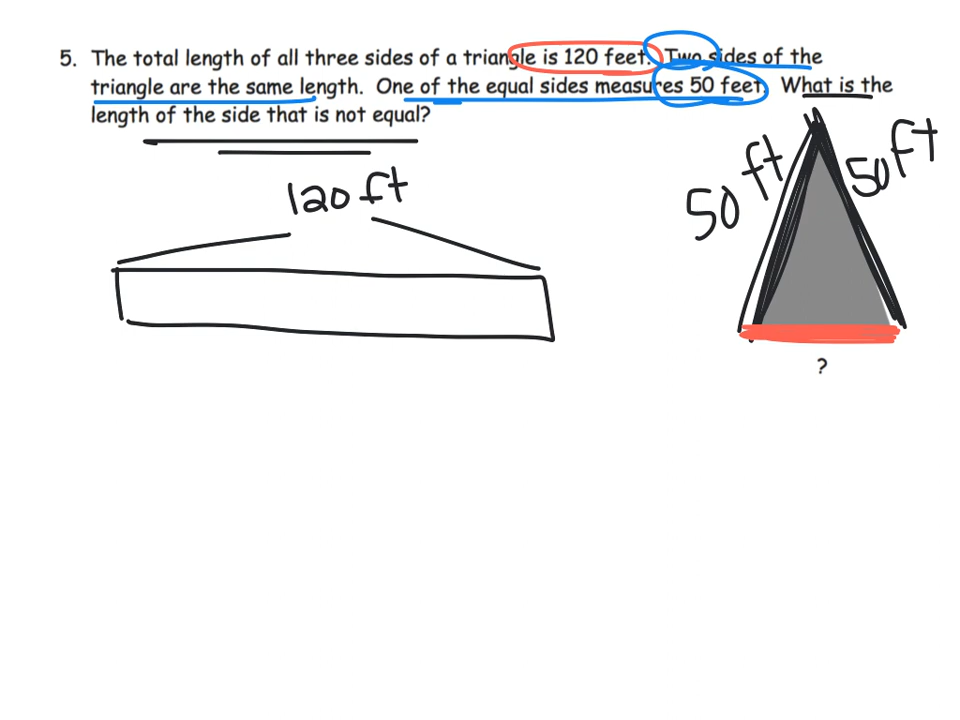 5. The total length of all three sides of a triangle is 120 feet. Two sides of the
triangle are the same length. One of the equal sides measures 50 feet. What is the
length of the side that is not equal?
120 ft
50 ft
50 ft
?